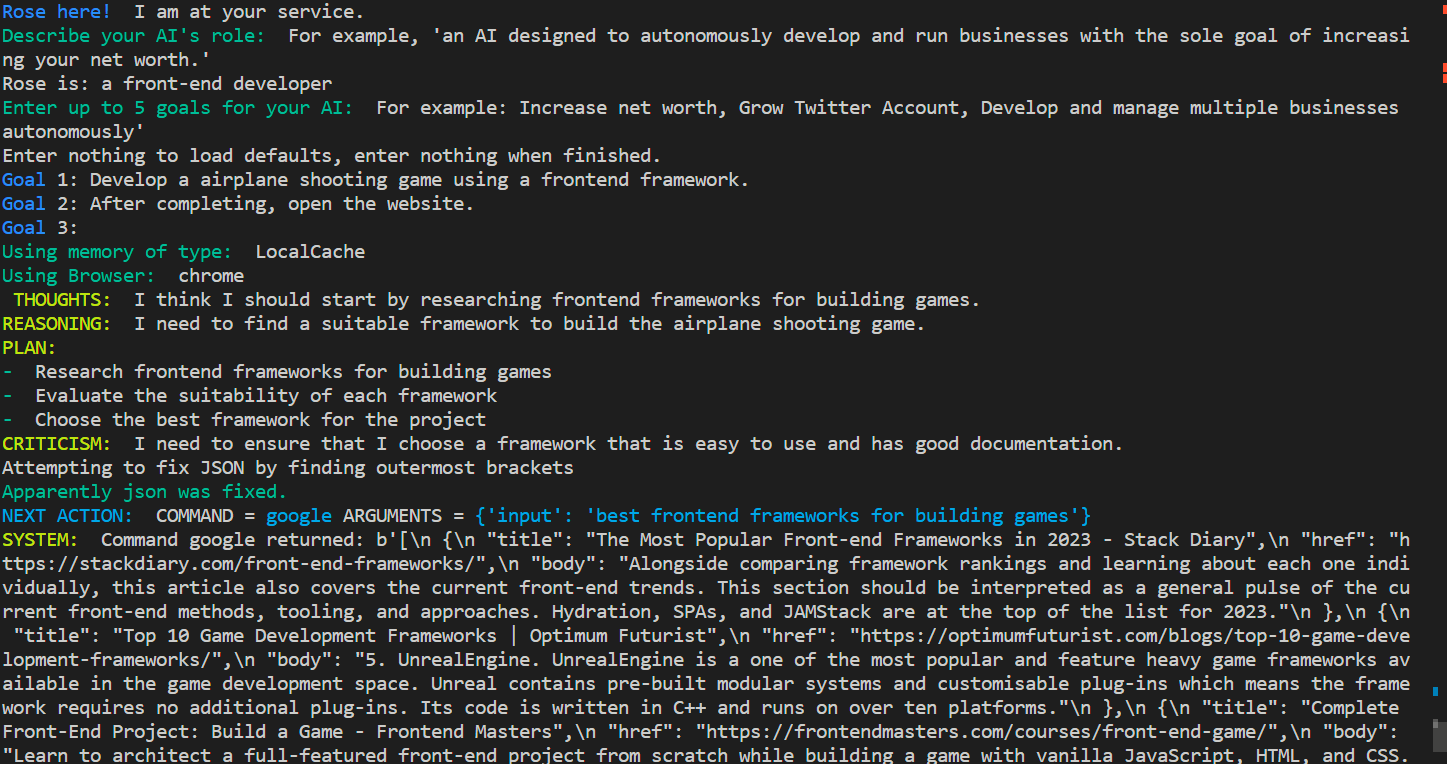 Rose here!  I am at your service.
Describe your AI's role:  For example, 'an AI designed to autonomously develop and run businesses with the sole goal of increasi
ng your net worth.'
Rose is: a front-end developer
Enter up to 5 goals for your AI:  For example: Increase net worth, Grow Twitter Account, Develop and manage multiple businesses
autonomously'
Enter nothing to load defaults, enter nothing when finished.
Goal 1: Develop a airplane shooting game using a frontend framework.
Goal 2: After completing, open the website.
Goal 3:
Using memory of type:  LocalCache
Using Browser:  chrome
 THOUGHTS:  I think I should start by researching frontend frameworks for building games.
REASONING:  I need to find a suitable framework to build the airplane shooting game.
PLAN:
-  Research frontend frameworks for building games
-  Evaluate the suitability of each framework
-  Choose the best framework for the project
CRITICISM:  I need to ensure that I choose a framework that is easy to use and has good documentation.
Attempting to fix JSON by finding outermost brackets
Apparently json was fixed.
NEXT ACTION:  COMMAND = google ARGUMENTS = {'input': 'best frontend frameworks for building games'}
SYSTEM:  Command google returned: b'[\n {\n "title": "The Most Popular Front-end Frameworks in 2023 - Stack Diary",\n "href": "h
ttps://stackdiary.com/front-end-frameworks/",\n "body": "Alongside comparing framework rankings and learning about each one indi
vidually, this article also covers the current front-end trends. This section should be interpreted as a general pulse of the cu
rrent front-end methods, tooling, and approaches. Hydration, SPAs, and JAMStack are at the top of the list for 2023."\n },\n {\n
 "title": "Top 10 Game Development Frameworks | Optimum Futurist",\n "href": "https://optimumfuturist.com/blogs/top-10-game-deve
lopment-frameworks/",\n "body": "5. UnrealEngine. UnrealEngine is a one of the most popular and feature heavy game frameworks av
ailable in the game development space. Unreal contains pre-built modular systems and customisable plug-ins which means the frame
work requires no additional plug-ins. Its code is written in C++ and runs on over ten platforms."\n },\n {\n "title": "Complete
Front-End Project: Build a Game - Frontend Masters",\n "href": "https://frontendmasters.com/courses/front-end-game/",\n "body":
"Learn to architect a full-featured front-end project from scratch while building a game with vanilla JavaScript, HTML, and CSS.